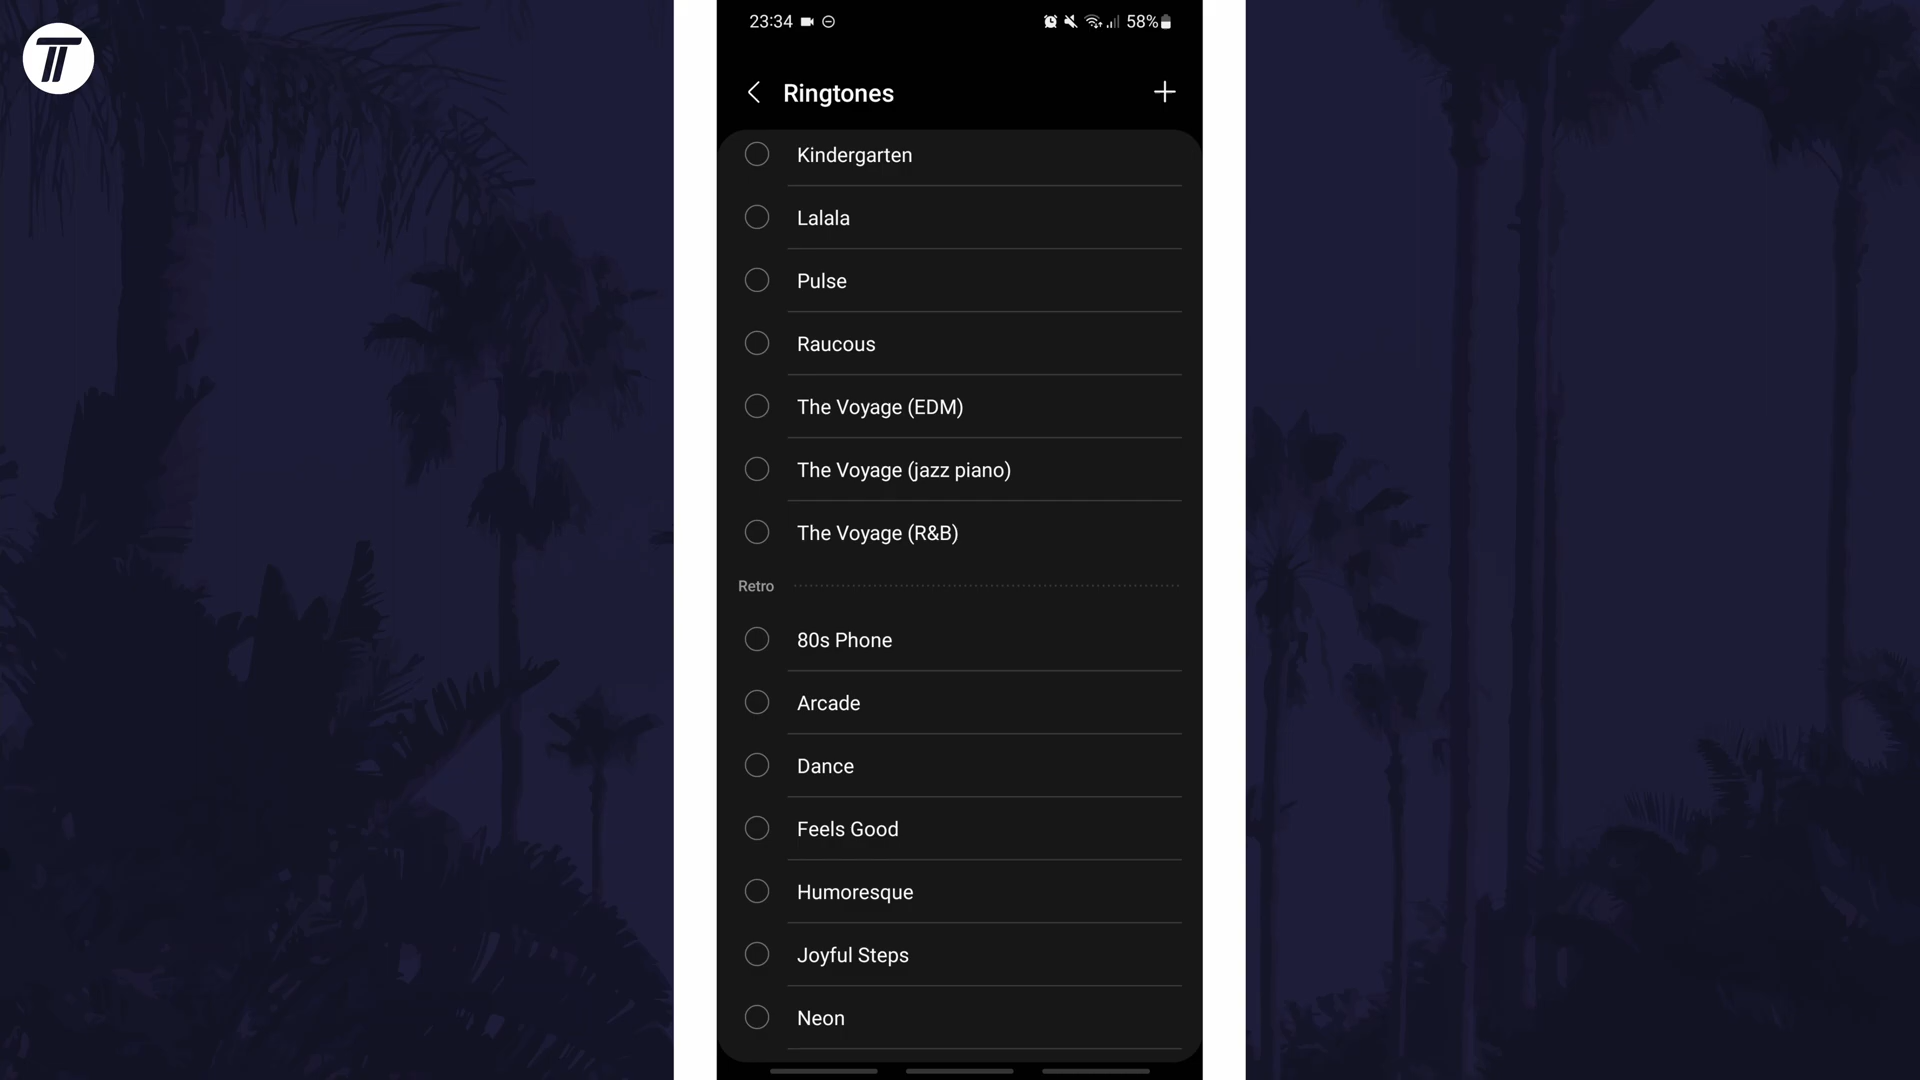 23:34
58%
Ringtones
Kindergarten
Lalala
Pulse
Raucous
The Voyage (EDM)
The Voyage (jazz piano)
The Voyage (R&B)
Retro
80s Phone
Arcade
Dance
Feels Good
Humoresque
Joyful Steps
Neon